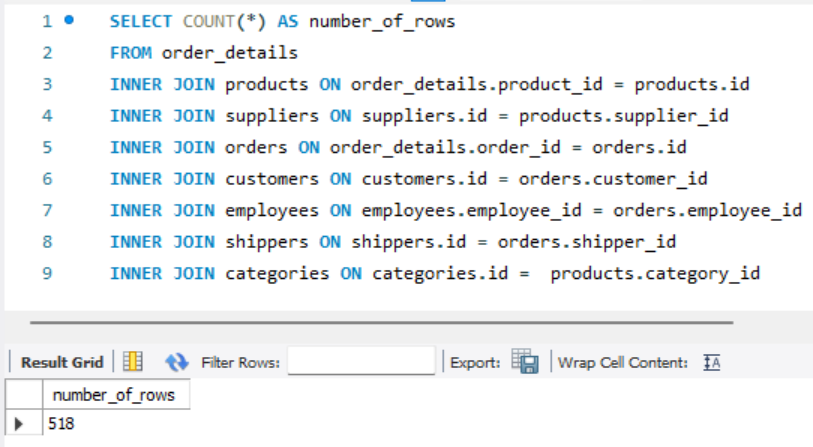 1 SELECT COUNT(*) AS number_of_rows
2 FROM order_details
3 INNER JOIN products ON order_details.product_id = products.id
4 INNER JOIN suppliers ON suppliers.id = products.supplier_id
5 INNER JOIN orders ON order_details.order_id = orders.id
6 INNER JOIN customers ON customers.id = orders.customer_id
7 INNER JOIN employees ON employees.employee_id = orders.employee_id
8 INNER JOIN shippers ON shippers.id = orders.shipper_id
9 INNER JOIN categories ON categories.id =  products.category_id
Result Grid Filter Rows: Export: Wrap Cell Content: IA
number_of_rows
518